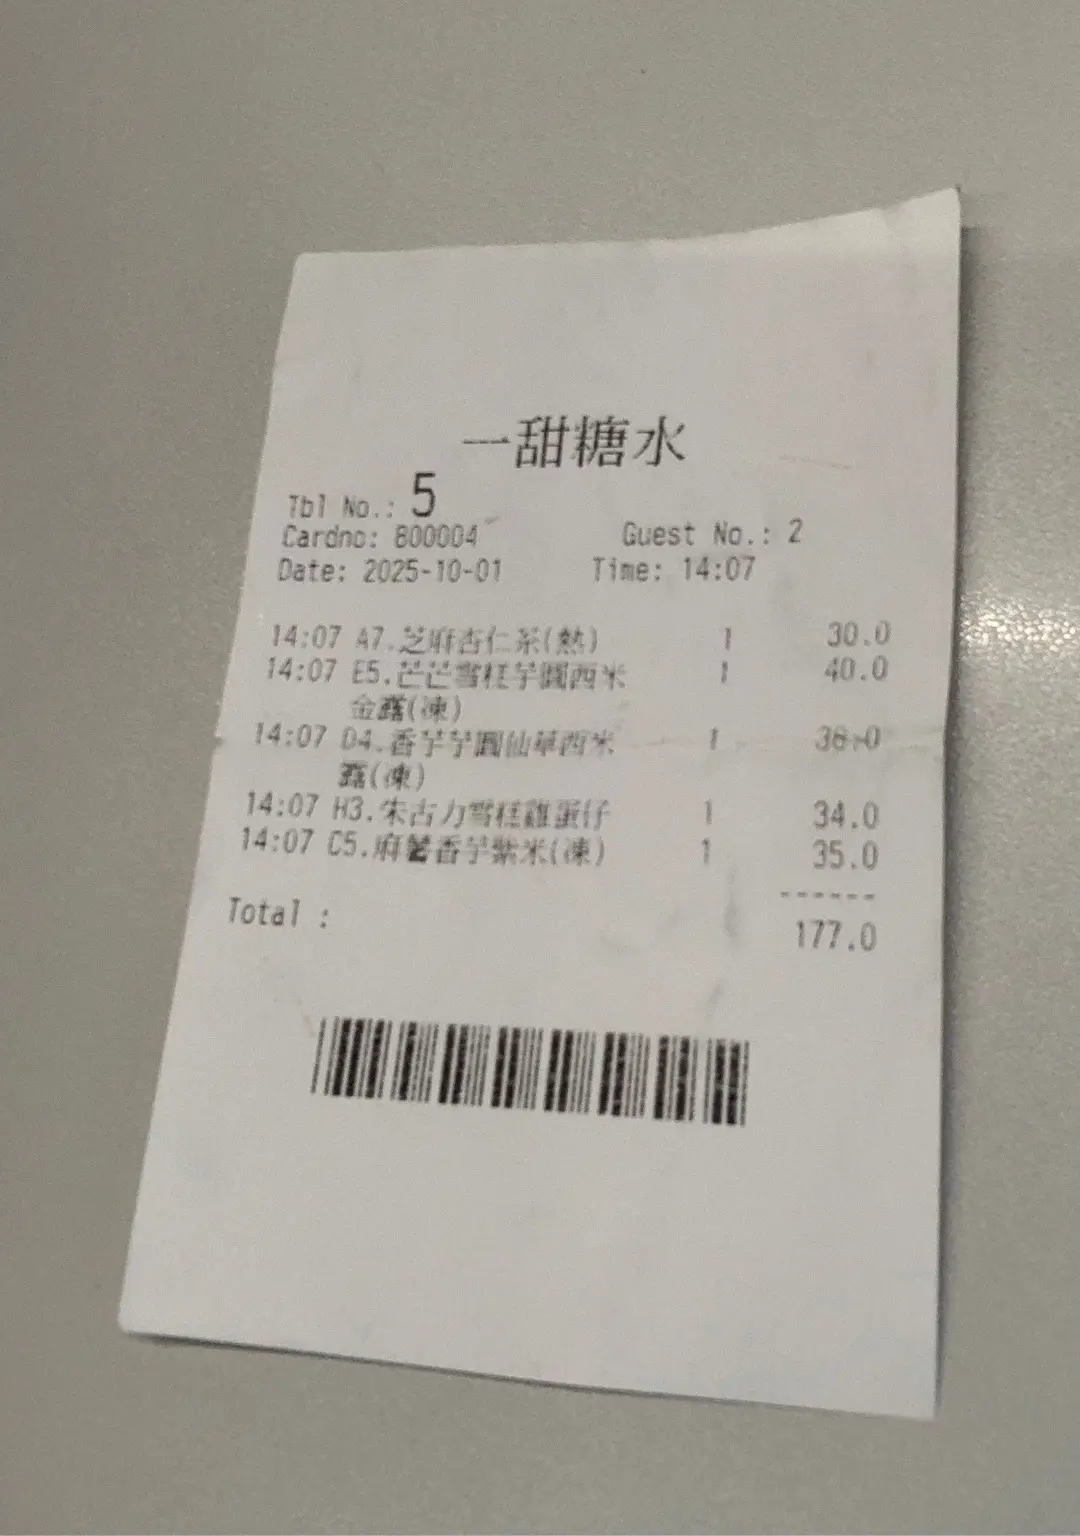 一甜糖水
Tbl No.: 5
Cardno: 800004 Guest No.: 2
Date: 2025-10-01 Time: 14:07
14:07 A7.芝麻杏仁茶(熱) 1 30.0
14:07 E5.芒芒雪糕芋圓西米 1 40.0
金露(凍)
14:07 D4.香芋芋圓仙草西米 1 38.0
露(凍)
14:07 H3.朱古力雪糕雞蛋仔 1 34.0
14:07 C5.麻薯香芋紫米(凍) 1 35.0
------
Total : 177.0